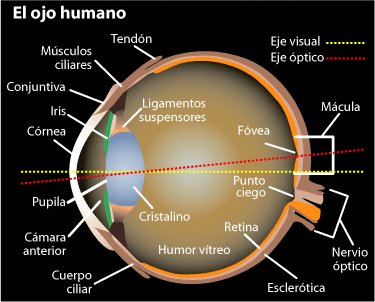 El ojo humano
Tendón
Músculos
ciliares
Conjuntiva
Iris
Córnea
Ligamentos
suspensores
Eje visual
Eje óptico
Mácula
Fóvea
Punto
ciego
Pupila
Cristalino
Cámara
anterior
Humor vítreo
Retina
Nervio
óptico
Cuerpo
ciliar
Esclerótica